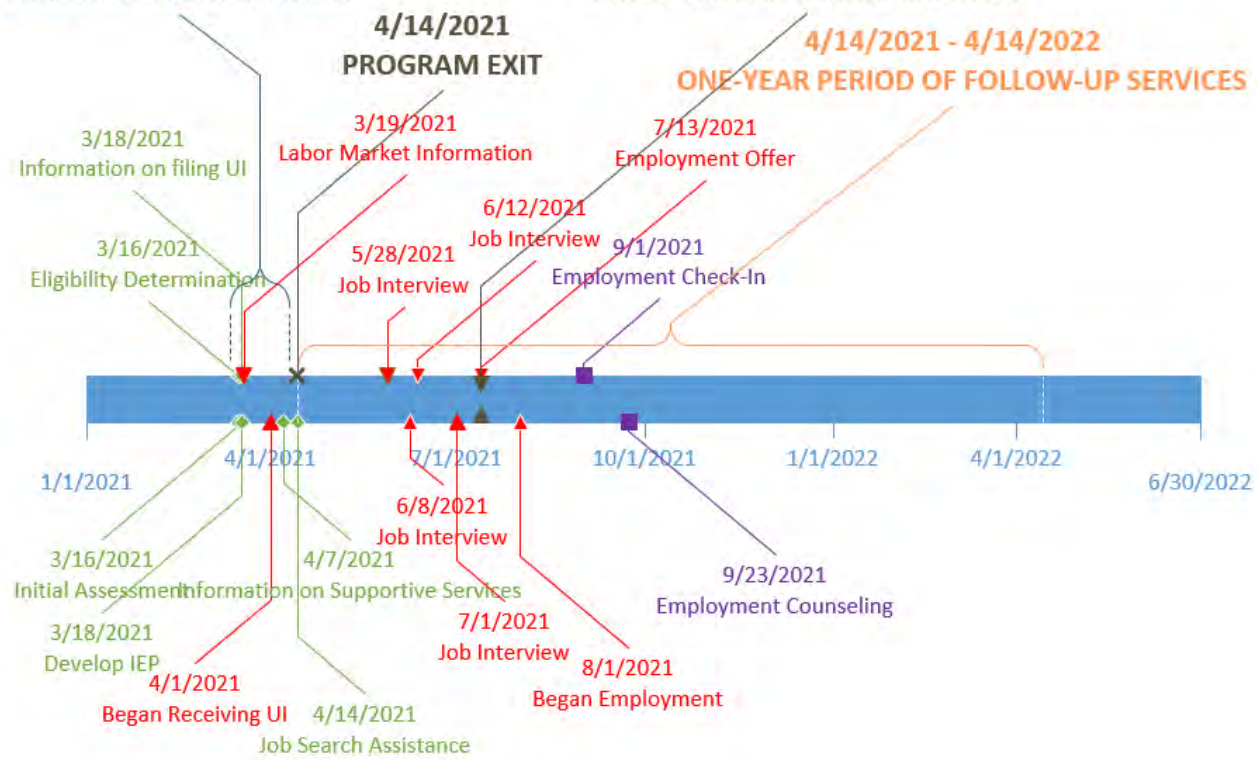 4/14/2021
PROGRAM EXIT
4/14/2021 - 4/14/2022
ONE-YEAR PERIOD OF FOLLOW-UP SERVICES
3/18/2021
Information on filing UI
3/19/2021
Labor Market Information
7/13/2021
Employment Offer
3/16/2021
Eligibility Determination
5/28/2021
Job Interview
6/12/2021
Job Interview
9/1/2021
Employment Check-In
1/1/2021
4/1/2021
7/1/2021
10/1/2021
1/1/2022
4/1/2022
6/30/2022
3/16/2021
Initial Assessment
4/7/2021
Information on Supportive Services
6/8/2021
Job Interview
9/23/2021
Employment Counseling
3/18/2021
Develop IEP
7/1/2021
Job Interview
4/1/2021
Began Receiving UI
8/1/2021
Began Employment
4/14/2021
Job Search Assistance